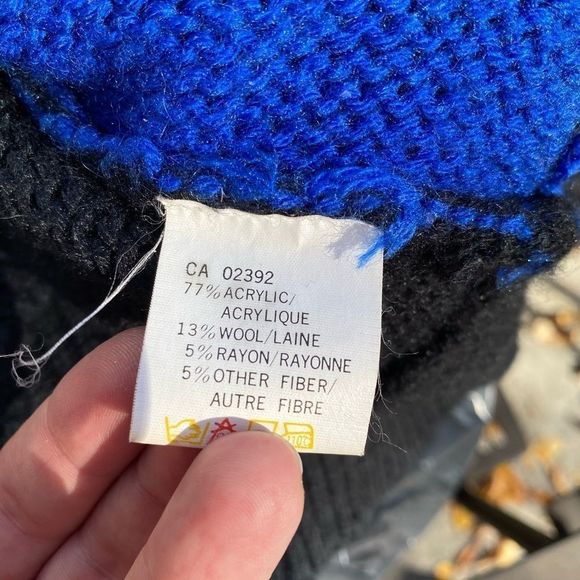 CA 02392
77% ACRYLIC/
ACRYLIQUE
13% WOOL/LAINE
5% RAYON/RAYONNE
5% OTHER FIBER/
AUTRE FIBRE